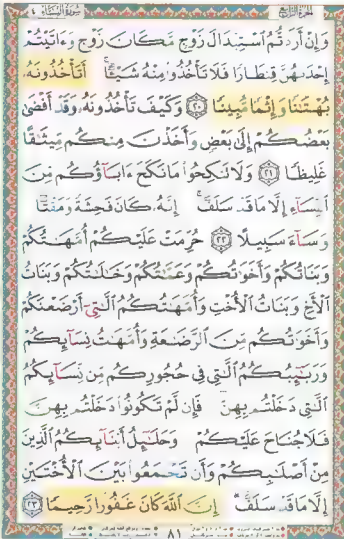 الجزء الرابع سورة النساء ٤
وَإِنْ أَرَدتُّمُ ٱسْتِبْدَالَ زَوْجٍ مَّكَانَ زَوْجٍ وَءَاتَيْتُمْ
إِحْدَىٰهُنَّ قِنطَارًا فَلَا تَأْخُذُوا۟ مِنْهُ شَيْـًٔا ۚ أَتَأْخُذُونَهُۥ
بُهْتَـٰنًا وَإِثْمًا مُّبِينًا ٢٠ وَكَيْفَ تَأْخُذُونَهُۥ وَقَدْ أَفْضَىٰ
بَعْضُكُمْ إِلَىٰ بَعْضٍ وَأَخَذْنَ مِنكُم مِّيثَـٰقًا
غَلِيظًا ٢١ وَلَا تَنكِحُوا۟ مَا نَكَحَ ءَابَآؤُكُم مِّنَ
ٱلنِّسَآءِ إِلَّا مَا قَدْ سَلَفَ ۚ إِنَّهُۥ كَانَ فَـٰحِشَةً وَمَقْتًا
وَسَآءَ سَبِيلًا ٢٢ حُرِّمَتْ عَلَيْكُمْ أُمَّهَـٰتُكُمْ
وَبَنَاتُكُمْ وَأَخَوَٰتُكُمْ وَعَمَّـٰتُكُمْ وَخَـٰلَـٰتُكُمْ وَبَنَاتُ
ٱلْأَخِ وَبَنَاتُ ٱلْأُخْتِ وَأُمَّهَـٰتُكُمُ ٱلَّـٰتِىٓ أَرْضَعْنَكُمْ
وَأَخَوَٰتُكُم مِّنَ ٱلرَّضَـٰعَةِ وَأُمَّهَـٰتُ نِسَآئِكُمْ
وَرَبَـٰٓئِبُكُمُ ٱلَّـٰتِى فِى حُجُورِكُم مِّن نِّسَآئِكُمُ
ٱلَّـٰتِى دَخَلْتُم بِهِنَّ فَإِن لَّمْ تَكُونُوا۟ دَخَلْتُم بِهِنَّ
فَلَا جُنَاحَ عَلَيْكُمْ وَحَلَـٰٓئِلُ أَبْنَآئِكُمُ ٱلَّذِينَ
مِنْ أَصْلَـٰبِكُمْ وَأَن تَجْمَعُوا۟ بَيْنَ ٱلْأُخْتَيْنِ
إِلَّا مَا قَدْ سَلَفَ ۗ إِنَّ ٱللَّهَ كَانَ غَفُورًا رَّحِيمًا ٢٣
٨١